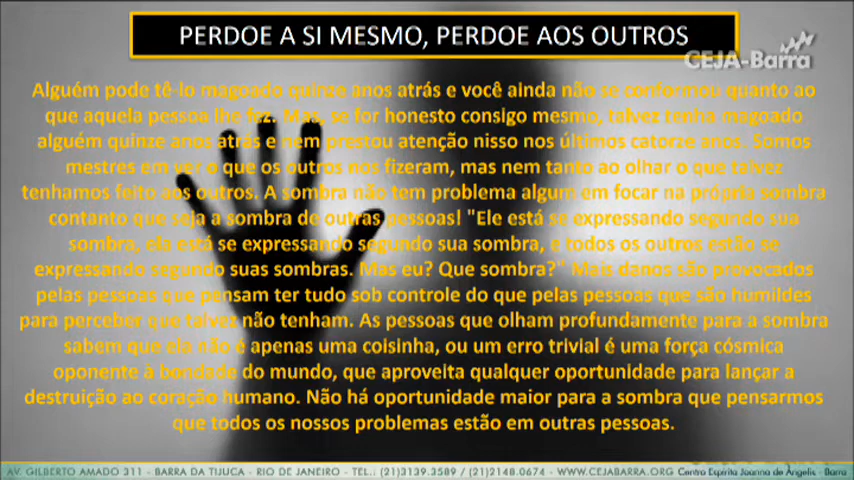 PERDOE A SI MESMO, PERDOE AOS OUTROS
CEJA-Barra
Alguém pode tê-lo magoado quinze anos atrás e você ainda não se conformou quanto ao
que aquela pessoa lhe fez. Mas, se for honesto consigo mesmo, talvez tenha magoado
alguém quinze anos atrás e nem prestou atenção nisso nos últimos catorze anos. Somos
mestres em ver o que os outros nos fizeram, mas nem tanto ao olhar o que talvez
tenhamos feito aos outros. A sombra não tem problema algum em focar na própria sombra
contanto que seja a sombra de outras pessoas! "Ele está se expressando segundo sua
sombra, ela está se expressando segundo sua sombra, e todos os outros estão se
expressando segundo suas sombras. Mas eu? Que sombra?" Mais danos são provocados
pelas pessoas que pensam ter tudo sob controle do que pelas pessoas que são humildes
para perceber que talvez não tenham. As pessoas que olham profundamente para a sombra
sabem que ela não é apenas uma coisinha, ou um erro trivial é uma força cósmica
oponente à bondade do mundo, que aproveita qualquer oportunidade para lançar a
destruição ao coração humano. Não há oportunidade maior para a sombra que pensarmos
que todos os nossos problemas estão em outras pessoas.
AV. GILBERTO AMADO 311 - BARRA DA TIJUCA - RIO DE JANEIRO - TEL.: (21)3139.3589 / (21)2148.0674 - WWW.CEJABARRA.ORG Centro Espírita Joanna de Ângelis - Barra